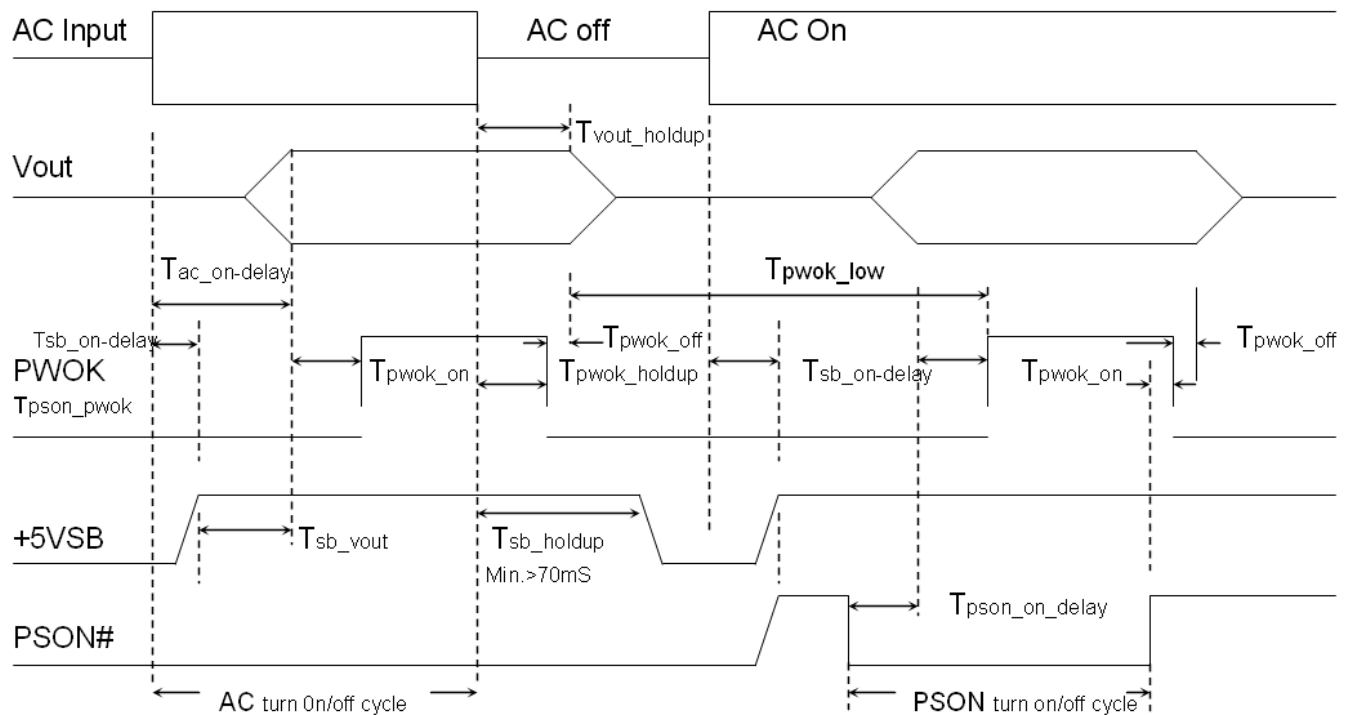 AC Input
AC off
AC On
Tvout_holdup
Vout
Tac_on-delay
Tpwok_low
Tsb_on-delay
Tpwok_off
Tpwok_off
PWOK
Tpwok_on
Tpwok_holdup
Tsb_on-delay
Tpwok_on
Tpson_pwok
+5VSB
Tsb_vout
Tsb_holdup
Min.>70mS
PSON#
Tpson_on_delay
AC turn 0n/off cycle
PSON turn on/off cycle